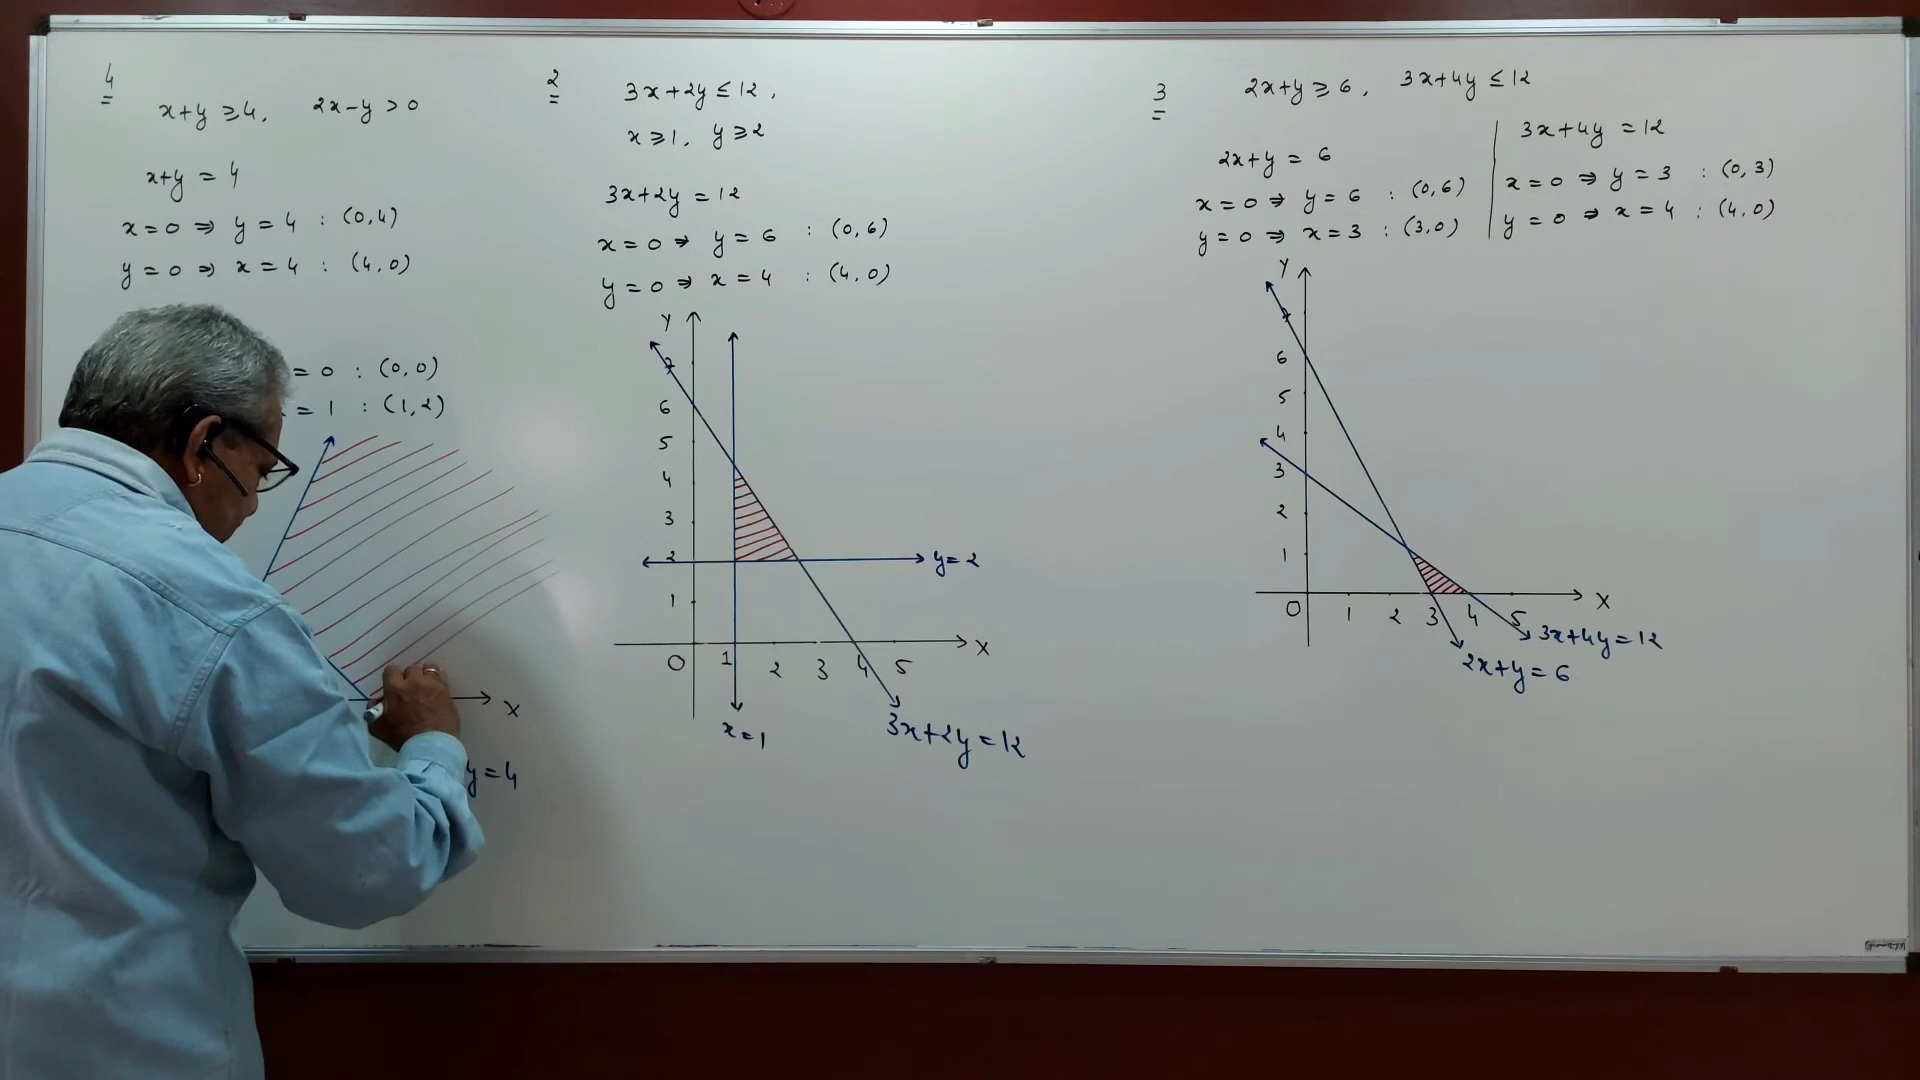 4
x+y ≥ 4, 2x-y > 0
x+y = 4
x=0 ⇒ y=4 : (0,4)
y=0 ⇒ x=4 : (4,0)
=0 : (0,0)
=1 : (1,2)
X
y=4
2
3x+2y ≤ 12,
x≥1, y≥2
3x+2y = 12
x=0 ⇒ y=6 : (0,6)
y=0 ⇒ x=4 : (4,0)
Y
7
6
5
4
3
2
y=2
1
O 1 2 3 4 5 X
x=1
3x+2y=12
3
2x+y ≥ 6, 3x+4y ≤ 12
2x+y = 6
x=0 ⇒ y=6 : (0,6)
y=0 ⇒ x=3 : (3,0)
3x+4y = 12
x=0 ⇒ y=3 : (0,3)
y=0 ⇒ x=4 : (4,0)
Y
7
6
5
4
3
2
1
O 1 2 3 4 5 X
3x+4y=12
2x+y=6